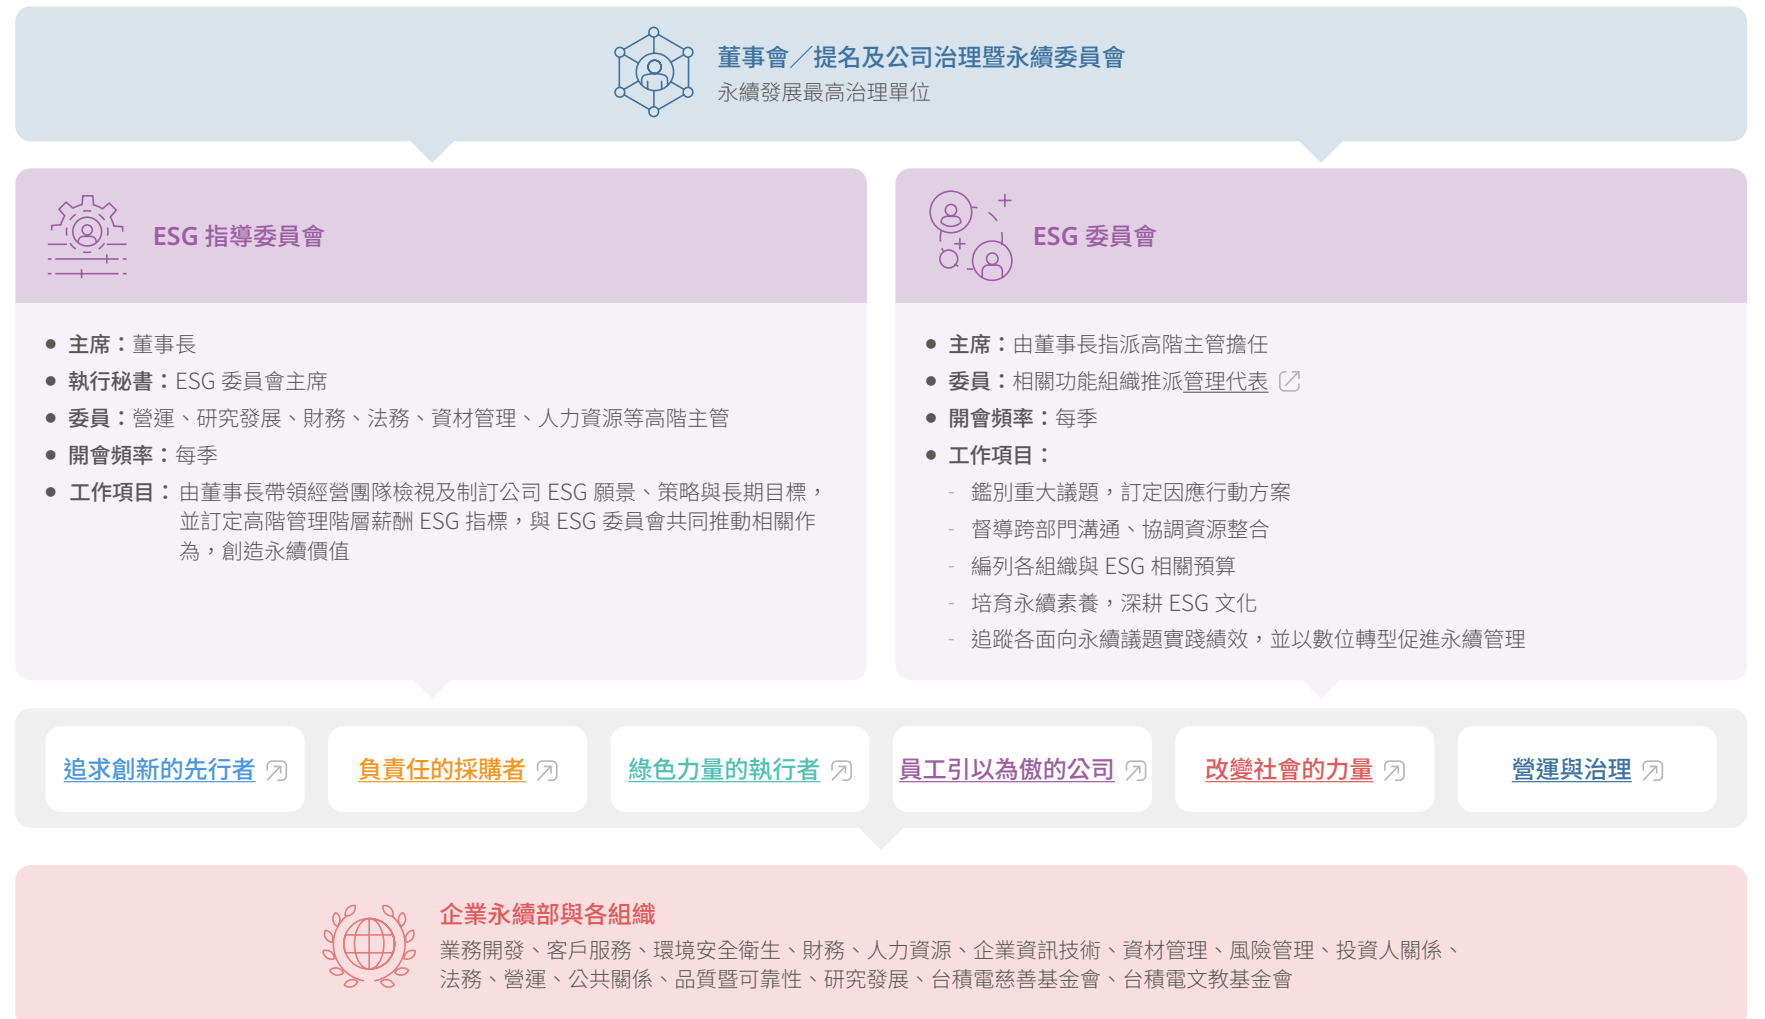 董事會／提名及公司治理暨永續委員會
永續發展最高治理單位
ESG 指導委員會
● 主席：董事長
● 執行秘書：ESG 委員會主席
● 委員：營運、研究發展、財務、法務、資材管理、人力資源等高階主管
● 開會頻率：每季
● 工作項目：由董事長帶領經營團隊檢視及制訂公司 ESG 願景、策略與長期目標，
並訂定高階管理階層薪酬 ESG 指標，與 ESG 委員會共同推動相關作
為，創造永續價值
ESG 委員會
● 主席：由董事長指派高階主管擔任
● 委員：相關功能組織推派管理代表
● 開會頻率：每季
● 工作項目：
- 鑑別重大議題，訂定因應行動方案
- 督導跨部門溝通、協調資源整合
- 編列各組織與 ESG 相關預算
- 培育永續素養，深耕 ESG 文化
- 追蹤各面向永續議題實踐績效，並以數位轉型促進永續管理
追求創新的先行者
負責任的採購者
綠色力量的執行者
員工引以為傲的公司
改變社會的力量
營運與治理
企業永續部與各組織
業務開發、客戶服務、環境安全衛生、財務、人力資源、企業資訊技術、資材管理、風險管理、投資人關係、
法務、營運、公共關係、品質暨可靠性、研究發展、台積電慈善基金會、台積電文教基金會